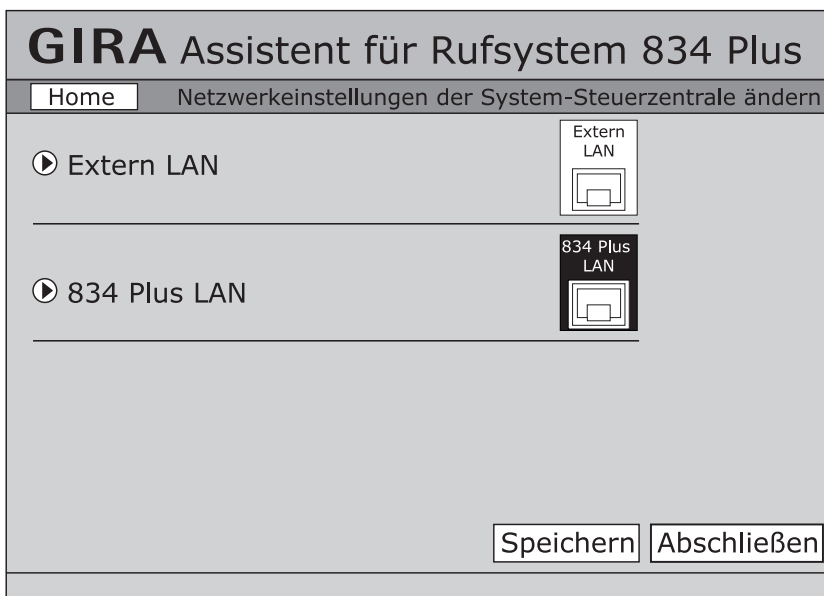 GIRA Assistent für Rufsystem 834 Plus
Home Netzwerkeinstellungen der System-Steuerzentrale ändern
Extern LAN
Extern
LAN
834 Plus LAN
834 Plus
LAN
Speichern Abschließen